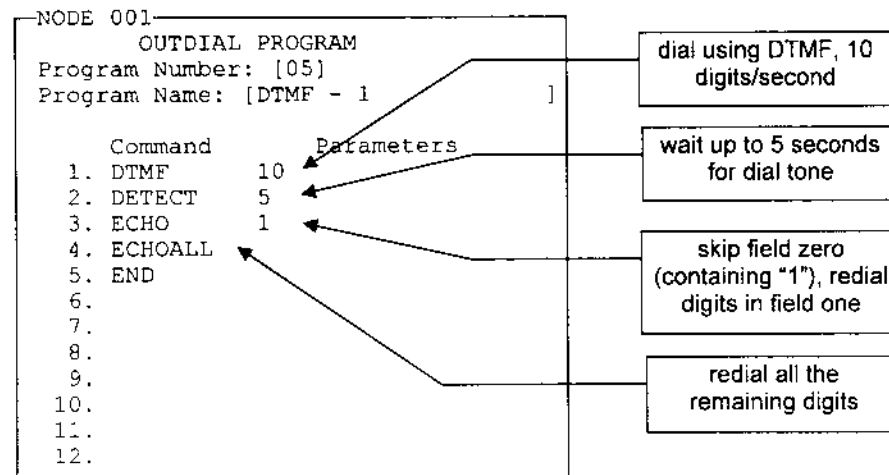 NODE 001
OUTDIAL PROGRAM
Program Number: [05]
Program Name: [DTMF - 1 ]
Command Parameters
1. DTMF 10
2. DETECT 5
3. ECHO 1
4. ECHOALL
5. END
6.
7.
8.
9.
10.
11.
12.
dial using DTMF, 10
digits/second
wait up to 5 seconds
for dial tone
skip field zero
(containing "1"), redial
digits in field one
redial all the
remaining digits